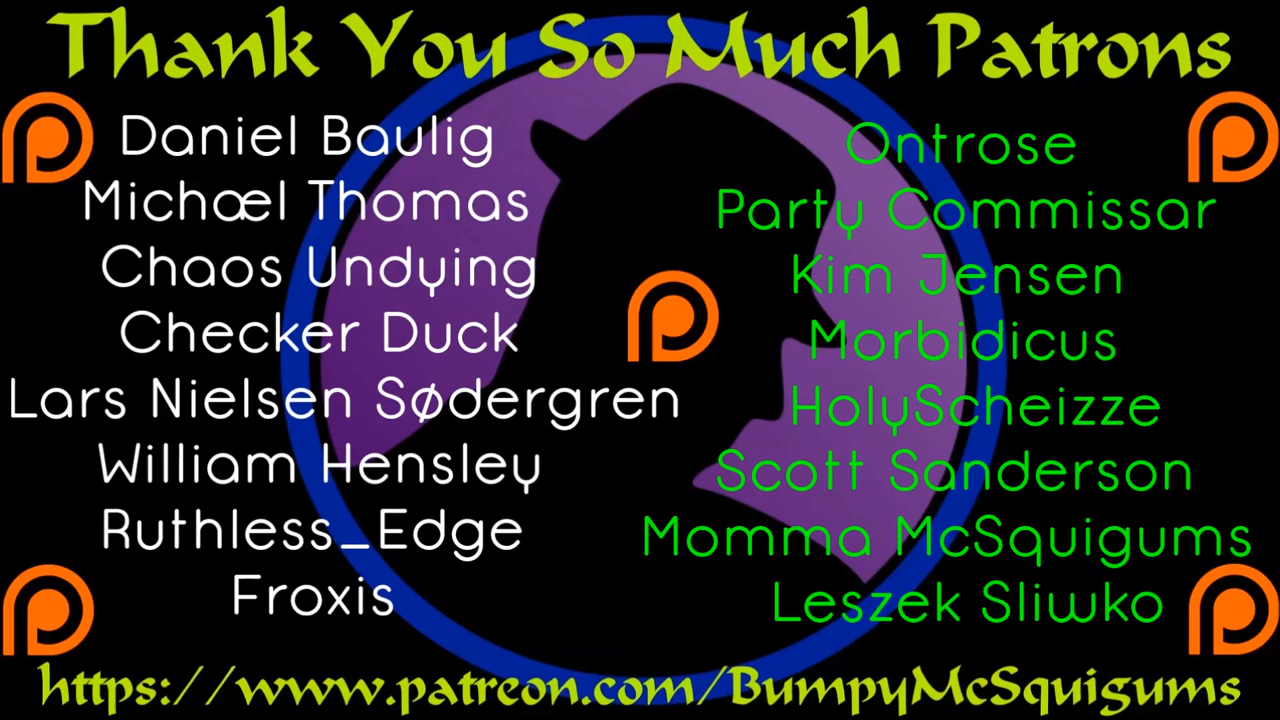 Thank You So Much Patrons
Daniel Baulig
Michael Thomas
Chaos Undying
Checker Duck
Lars Nielsen Sødergren
William Hensley
Ruthless_Edge
Froxis
Ontrose
Party Commissar
Kim Jensen
Morbidicus
HolyScheizze
Scott Sanderson
Momma McSquigums
Leszek Sliwko
https://www.patreon.com/BumpyMcSquigums